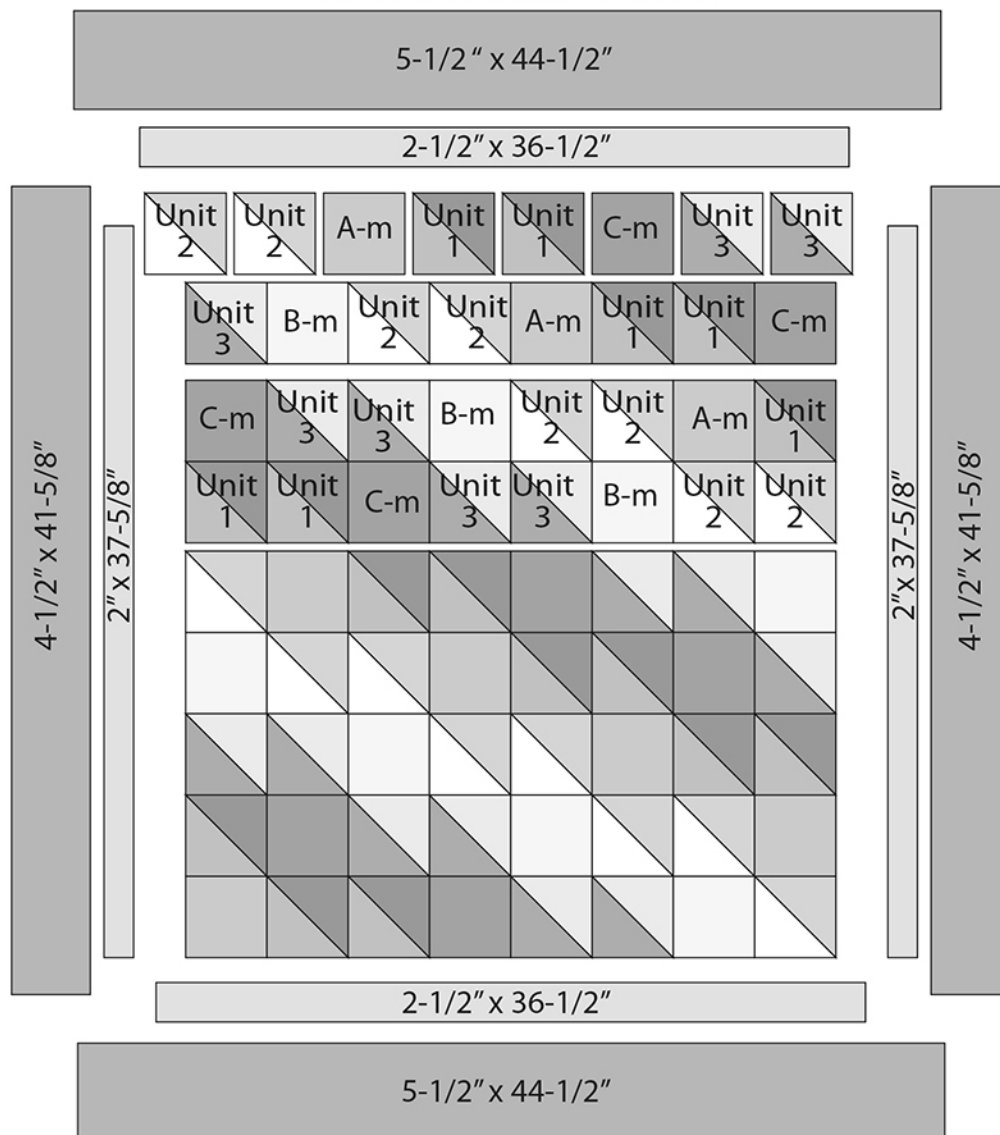 5-1/2“ x 44-1/2”
2-1/2” x 36-1/2”
Unit 2 Unit 2 A-m Unit 1 Unit 1 C-m Unit 3 Unit 3
Unit 3 B-m Unit 2 Unit 2 A-m Unit 1 Unit 1 C-m
C-m Unit 3 Unit 3 B-m Unit 2 Unit 2 A-m Unit 1
Unit 1 Unit 1 C-m Unit 3 Unit 3 B-m Unit 2 Unit 2
4-1/2” x 41-5/8”
2” x 37-5/8”
2” x 37-5/8”
4-1/2” x 41-5/8”
2-1/2” x 36-1/2”
5-1/2” x 44-1/2”